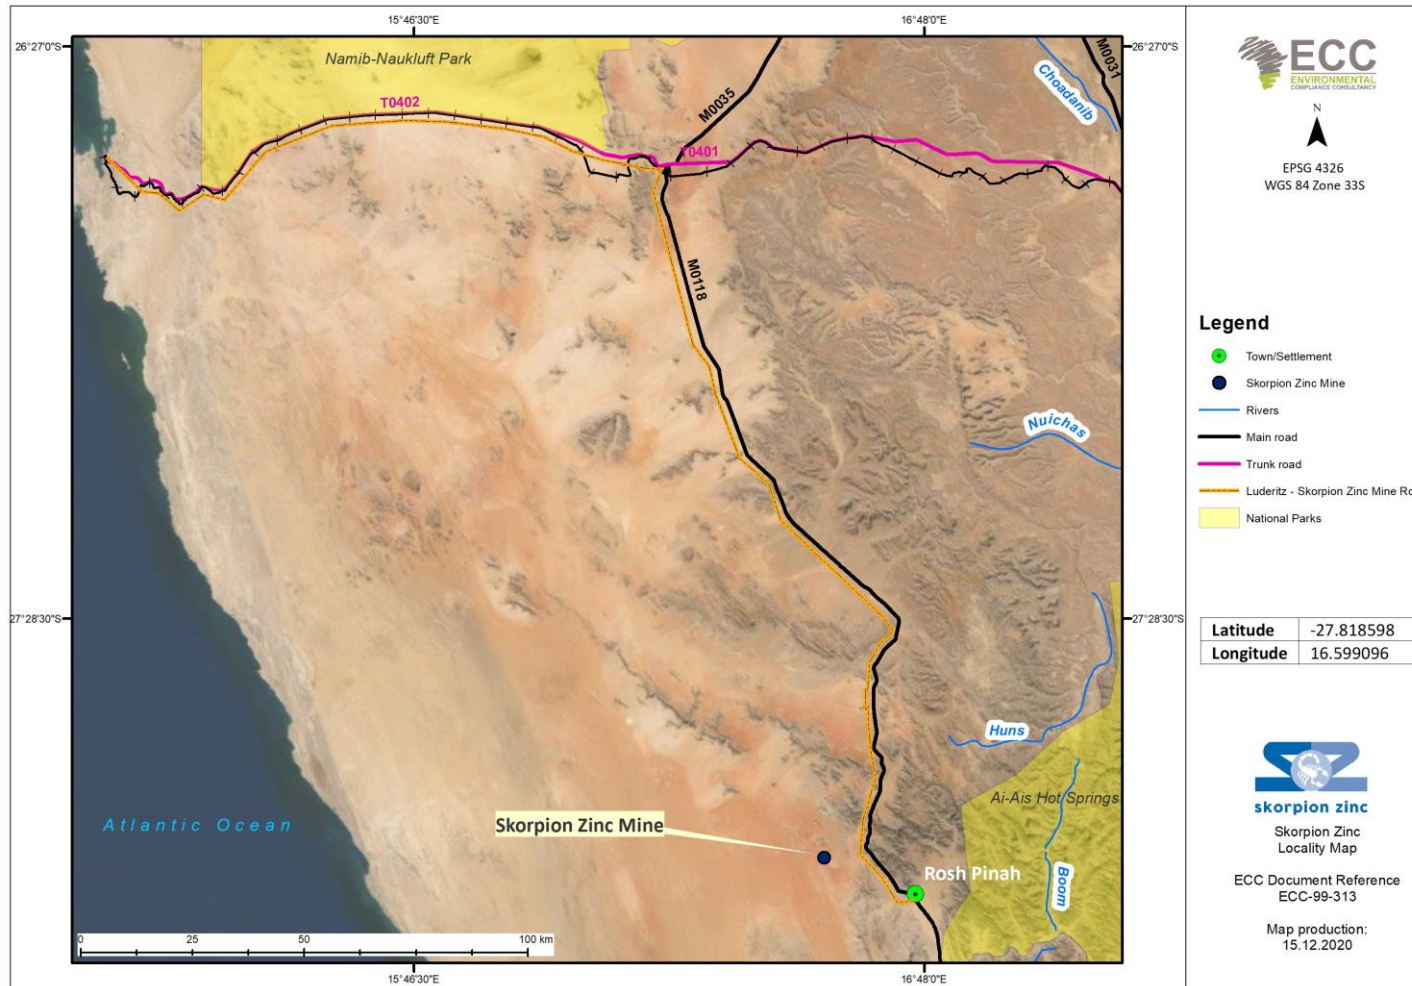 15°46'30"E
16°48'0"E
26°27'0"S
26°27'0"S
Namib-Naukluft Park
T0402
M0035
T0401
Choadanib
M0031
M0118
Nuichas
27°28'30"S
27°28'30"S
Huns
Ai-Ais Hot Springs
Atlantic Ocean
Skorpion Zinc Mine
Rosh Pinah
Boom
0 25 50 100 km
15°46'30"E
16°48'0"E
ECC
ENVIRONMENTAL
COMPLIANCE CONSULTANCY
N
EPSG 4326
WGS 84 Zone 33S
Legend
Town/Settlement
Skorpion Zinc Mine
Rivers
Main road
Trunk road
Luderitz - Skorpion Zinc Mine Ro
National Parks
Latitude -27.818598
Longitude 16.599096
skorpion zinc
Skorpion Zinc
Locality Map
ECC Document Reference
ECC-99-313
Map production:
15.12.2020